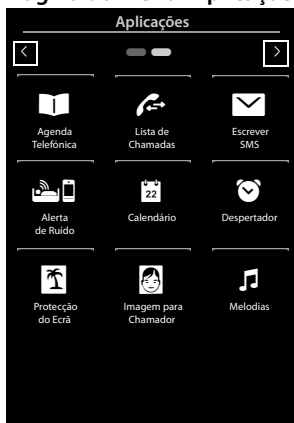 Aplicações
Agenda
Telefónica
Lista de
Chamadas
Escrever
SMS
Alerta
de Ruído
22
Calendário
Despertador
Protecção
do Ecrã
Imagem para
Chamador
Melodias